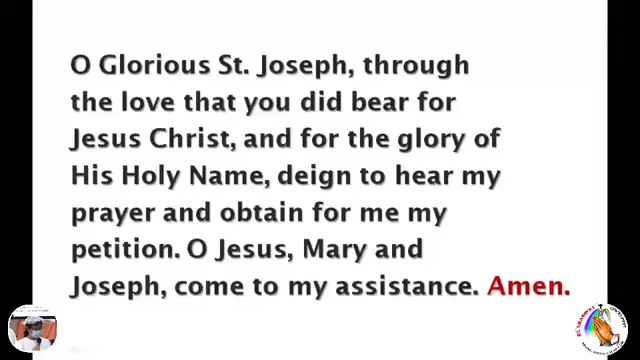 O Glorious St. Joseph, through
the love that you did bear for
Jesus Christ, and for the glory of
His Holy Name, deign to hear my
prayer and obtain for me my
petition. O Jesus, Mary and
Joseph, come to my assistance. Amen.